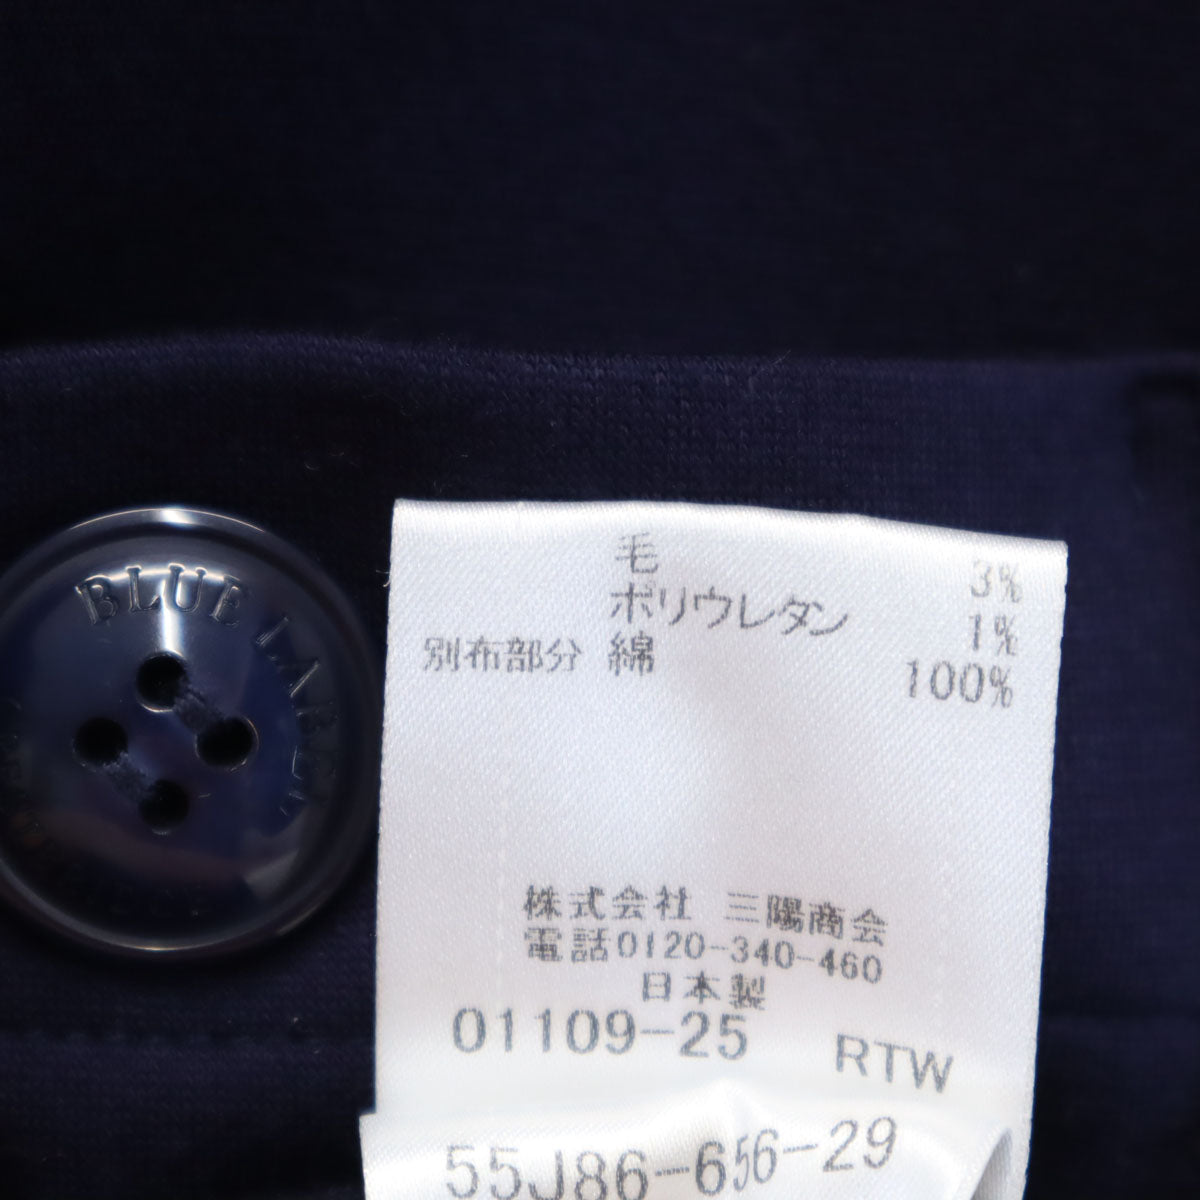 BLUE LABEL
毛 3%
ポリウレタン 1%
別布部分 綿 100%
株式会社 三陽商会
電話0120-340-460
日本製
01109-25 RTW
55J86-656-29